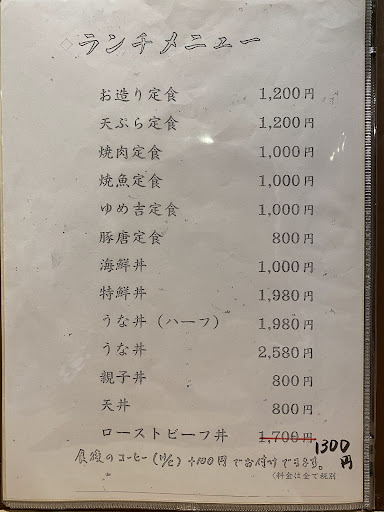 ◇ランチメニュー
お造り定食 1,200円
天ぷら定食 1,200円
焼肉定食 1,000円
焼魚定食 1,000円
ゆめ吉定食 1,000円
豚唐定食 800円
海鮮丼 1,000円
特鮮丼 1,980円
うな丼（ハーフ） 1,980円
うな丼 2,580円
親子丼 800円
天丼 800円
ローストビーフ丼 1,700円 1300円
食後のコーヒー +100円でお付けできます。
（料金は全て税別